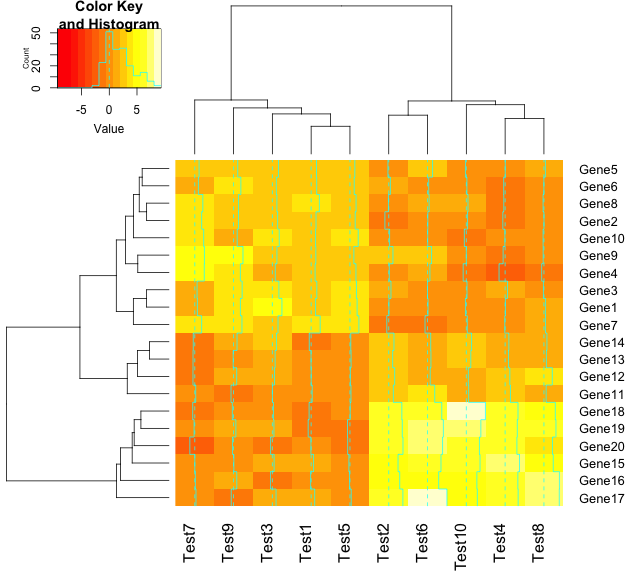 Color Key
and Histogram
Count
0 20 50
-5 0 5
Value
Gene5
Gene6
Gene8
Gene2
Gene10
Gene9
Gene4
Gene3
Gene1
Gene7
Gene14
Gene13
Gene12
Gene11
Gene18
Gene19
Gene20
Gene15
Gene16
Gene17
Test7 Test9 Test3 Test1 Test5 Test2 Test6 Test10 Test4 Test8